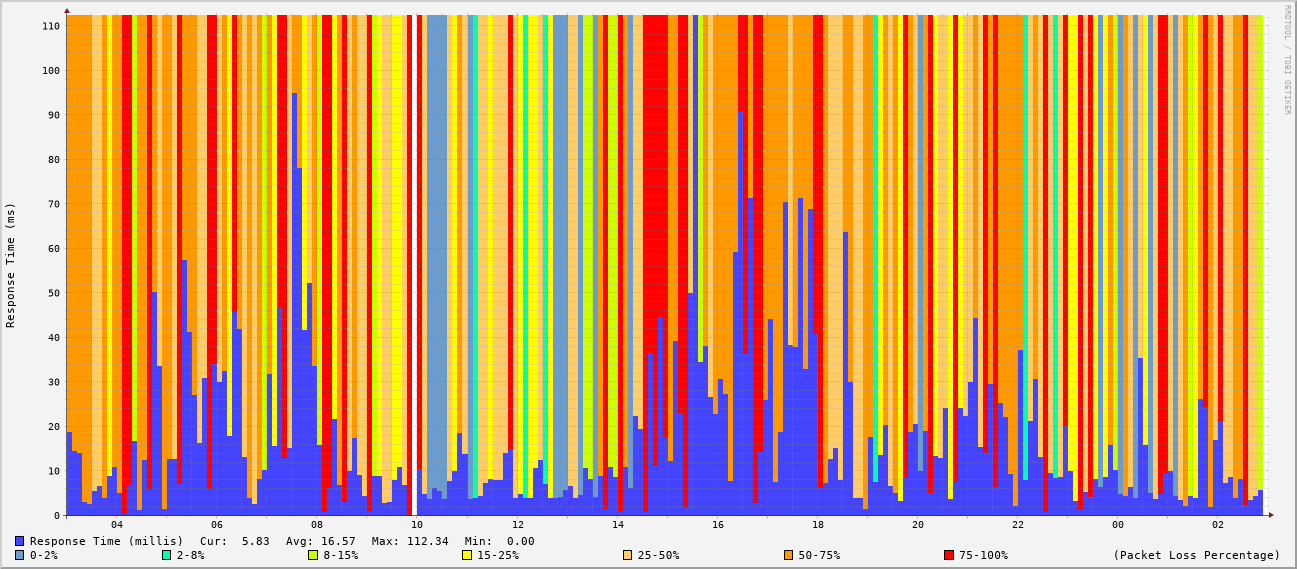 RRDTOOL / TOBI OETIKER
Response Time (ms)
110
100
90
80
70
60
50
40
30
20
10
0
04 06 08 10 12 14 16 18 20 22 00 02
Response Time (millis) Cur: 5.83 Avg: 16.57 Max: 112.34 Min: 0.00
0-2% 2-8% 8-15% 15-25% 25-50% 50-75% 75-100% (Packet Loss Percentage)